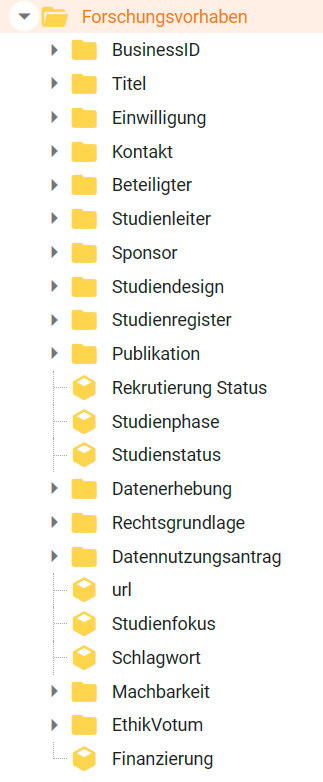 Forschungsvorhaben
BusinessID
Titel
Einwilligung
Kontakt
Beteiligter
Studienleiter
Sponsor
Studiendesign
Studienregister
Publikation
Rekrutierung Status
Studienphase
Studienstatus
Datenerhebung
Rechtsgrundlage
Datennutzungsantrag
url
Studienfokus
Schlagwort
Machbarkeit
EthikVotum
Finanzierung